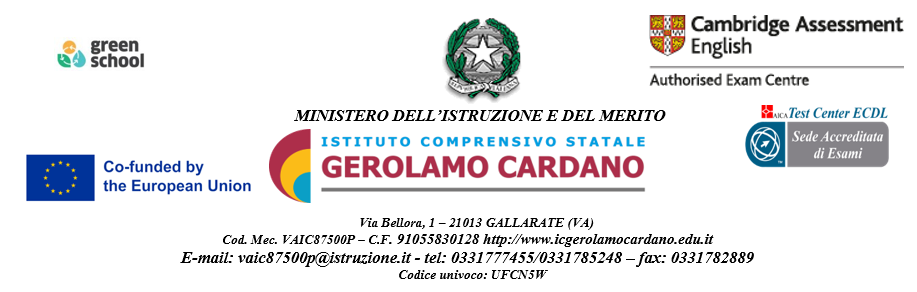 green
school
Cambridge Assessment
English
Authorised Exam Centre
MINISTERO DELL'ISTRUZIONE E DEL MERITO
AICA Test Center ECDL
Sede Accreditata
di Esami
ISTITUTO COMPRENSIVO STATALE
GEROLAMO CARDANO
Co-funded by
the European Union
Via Bellora, 1 – 21013 GALLARATE (VA)
Cod. Mec. VAIC87500P – C.F. 91055830128 http://www.icgerolamocardano.edu.it
E-mail: vaic87500p@istruzione.it - tel: 0331777455/0331785248 – fax: 0331782889
Codice univoco: UFCN5W